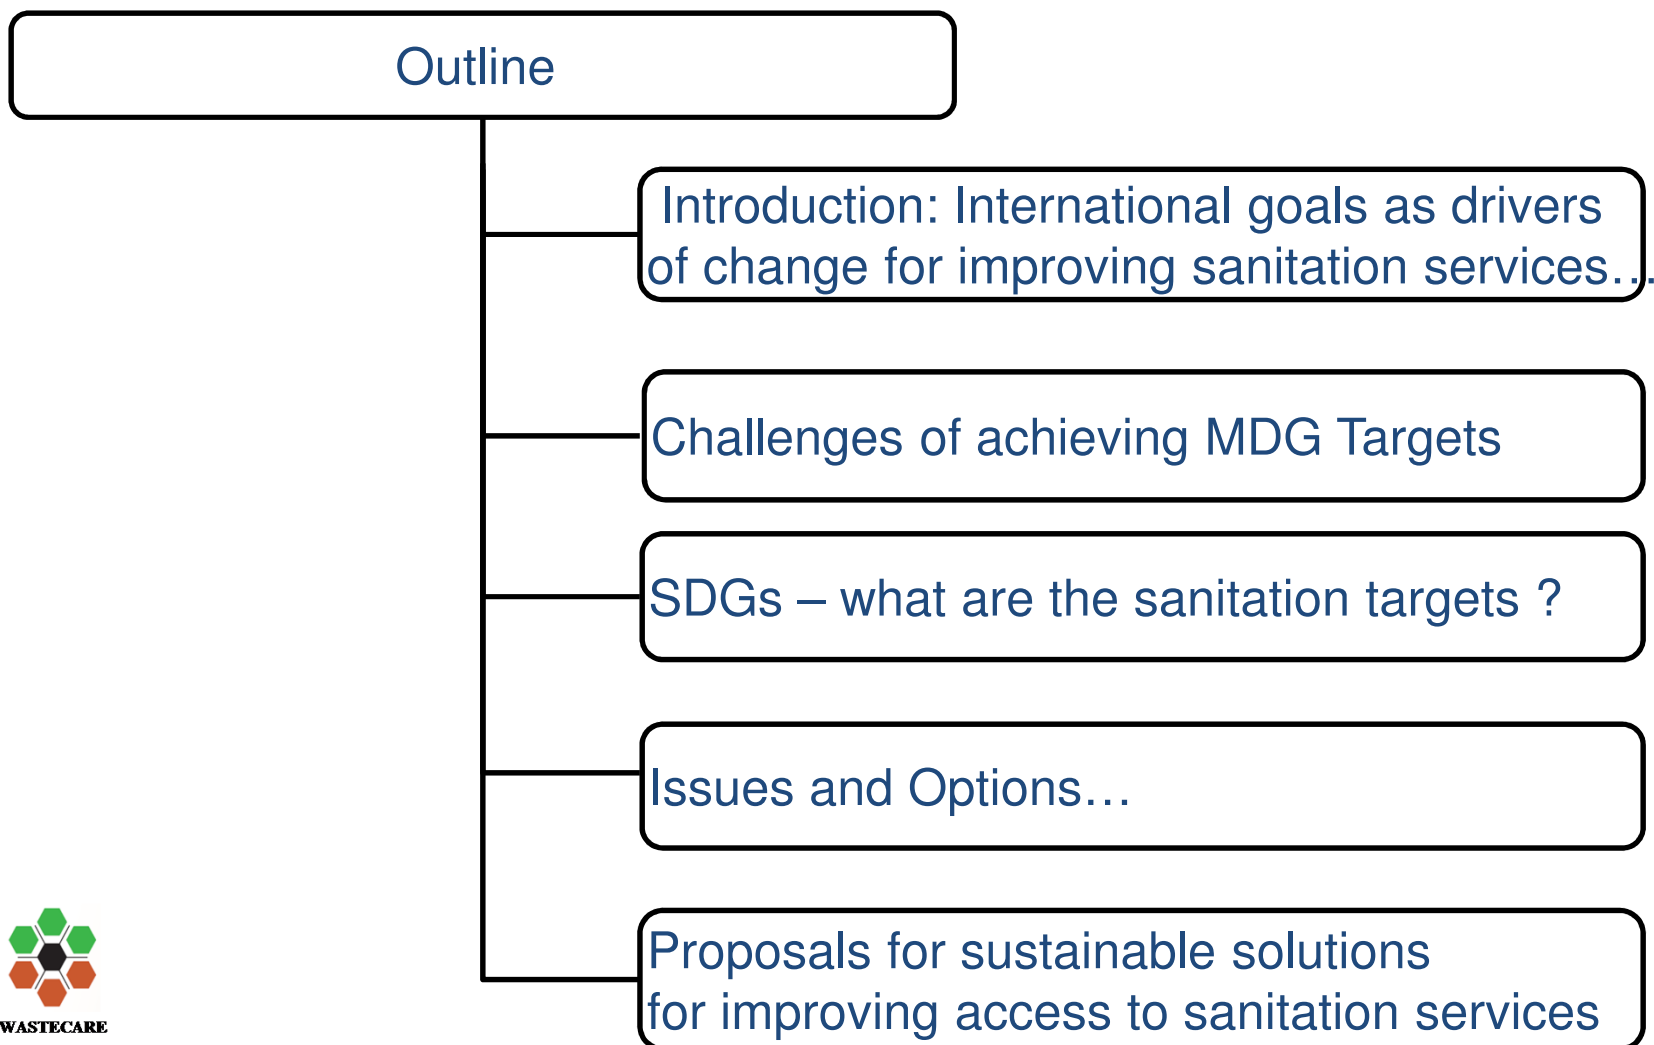 Outline
Introduction: International goals as drivers
of change for improving sanitation services…
Challenges of achieving MDG Targets
SDGs – what are the sanitation targets ?
Issues and Options…
Proposals for sustainable solutions
for improving access to sanitation services
WASTECARE